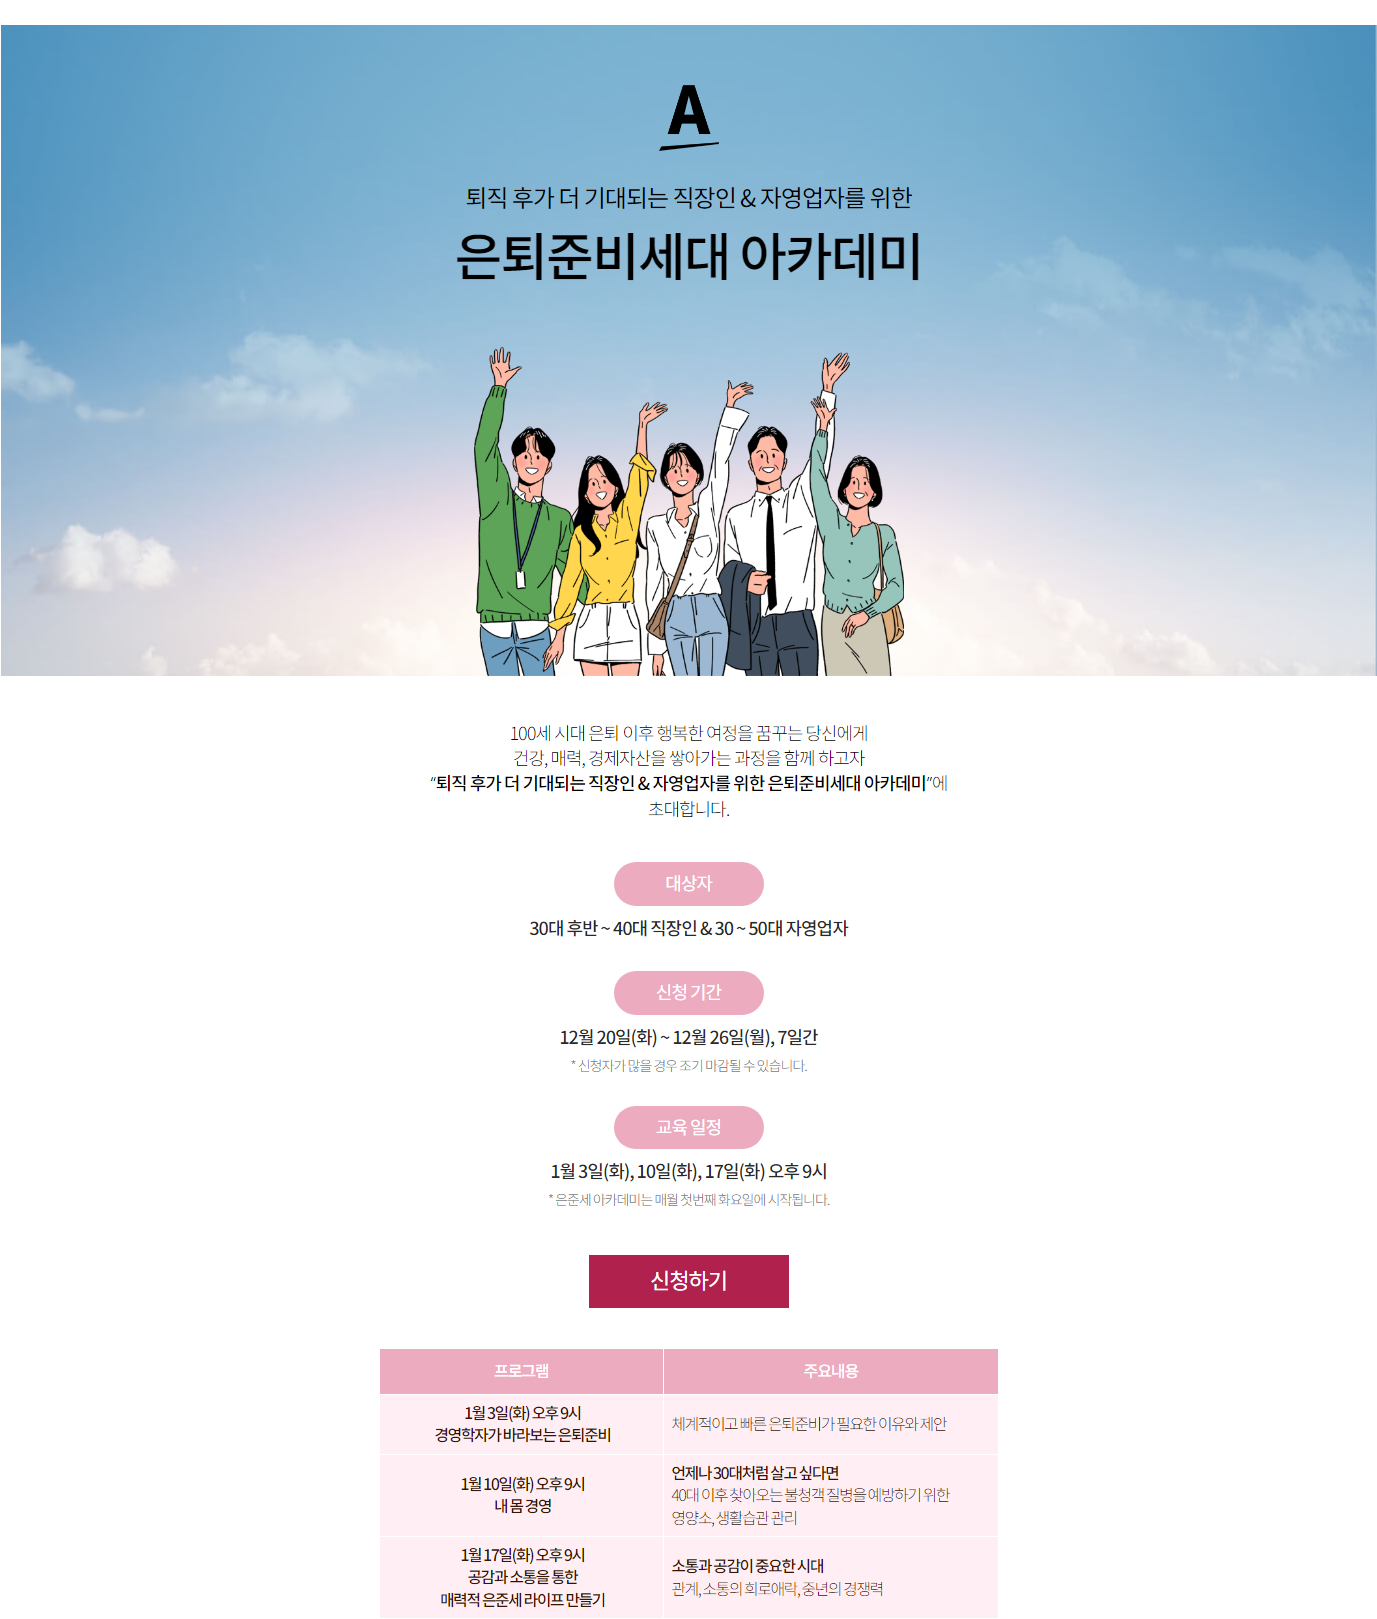 A
퇴직 후가 더 기대되는 직장인 & 자영업자를 위한
은퇴준비세대 아카데미
100세 시대 은퇴 이후 행복한 여정을 꿈꾸는 당신에게
건강, 매력, 경제자산을 쌓아가는 과정을 함께 하고자
“퇴직 후가 더 기대되는 직장인 & 자영업자를 위한 은퇴준비세대 아카데미”에
초대합니다.
대상자
30대 후반 ~ 40대 직장인 & 30 ~ 50대 자영업자
신청 기간
12월 20일(화) ~ 12월 26일(월), 7일간
* 신청자가 많을 경우 조기 마감될 수 있습니다.
교육 일정
1월 3일(화), 10일(화), 17일(화) 오후 9시
* 은준세 아카데미는 매월 첫번째 화요일에 시작됩니다.
신청하기
프로그램
주요내용
1월 3일(화) 오후 9시
경영학자가 바라보는 은퇴준비
체계적이고 빠른 은퇴준비가 필요한 이유와 제안
1월 10일(화) 오후 9시
내 몸 경영
언제나 30대처럼 살고 싶다면
40대 이후 찾아오는 불청객 질병을 예방하기 위한
영양소, 생활습관 관리
1월 17일(화) 오후 9시
공감과 소통을 통한
매력적 은준세 라이프 만들기
소통과 공감이 중요한 시대
관계, 소통의 희로애락, 중년의 경쟁력